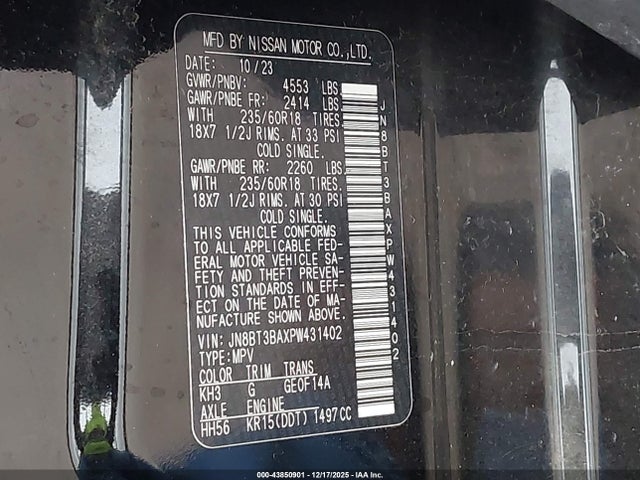 MFD BY NISSAN MOTOR CO.,LTD.
DATE: 10/23
GVWR/PNBV: 4553 LBS
GAWR/PNBE FR: 2414 LBS
WITH 235/60R18 TIRES
18X7 1/2J RIMS. AT 33 PSI
COLD SINGLE.
GAWR/PNBE RR: 2260 LBS
WITH 235/60R18 TIRES.
18X7 1/2J RIMS. AT 30 PSI
COLD SINGLE.
THIS VEHICLE CONFORMS
TO ALL APPLICABLE FED-
ERAL MOTOR VEHICLE SA-
FETY AND THEFT PREVEN-
TION STANDARDS IN EFF-
ECT ON THE DATE OF MA-
NUFACTURE SHOWN ABOVE.
VIN: JN8BT3BAXPW431402
TYPE:MPV
COLOR TRIM TRANS
KH3 G GE0F14A
AXLE ENGINE
HH56 KR15(DDT) 1497CC
JN8BT3BAXPW431402
000-43850901 - 12/17/2025 - IAA Inc.